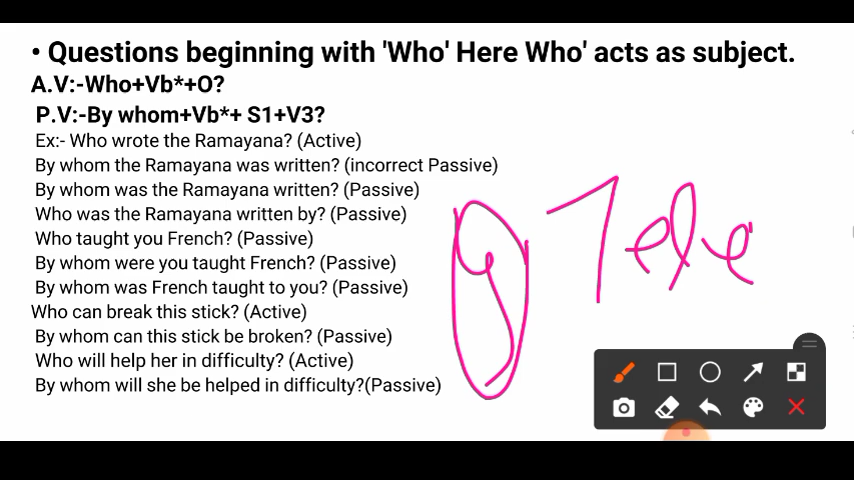 • Questions beginning with 'Who' Here Who' acts as subject.
A.V:-Who+Vb*+O?
P.V:-By whom+Vb*+ S1+V3?
Ex:- Who wrote the Ramayana? (Active)
By whom the Ramayana was written? (incorrect Passive)
By whom was the Ramayana written? (Passive)
Who was the Ramayana written by? (Passive)
Who taught you French? (Passive)
By whom were you taught French? (Passive)
By whom was French taught to you? (Passive)
Who can break this stick? (Active)
By whom can this stick be broken? (Passive)
Who will help her in difficulty? (Active)
By whom will she be helped in difficulty?(Passive)